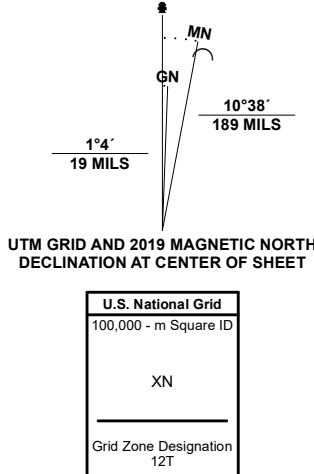 MN
GN
10°38´
189 MILS
1°4´
19 MILS
UTM GRID AND 2019 MAGNETIC NORTH
DECLINATION AT CENTER OF SHEET
U.S. National Grid
100,000 - m Square ID
XN
Grid Zone Designation
12T